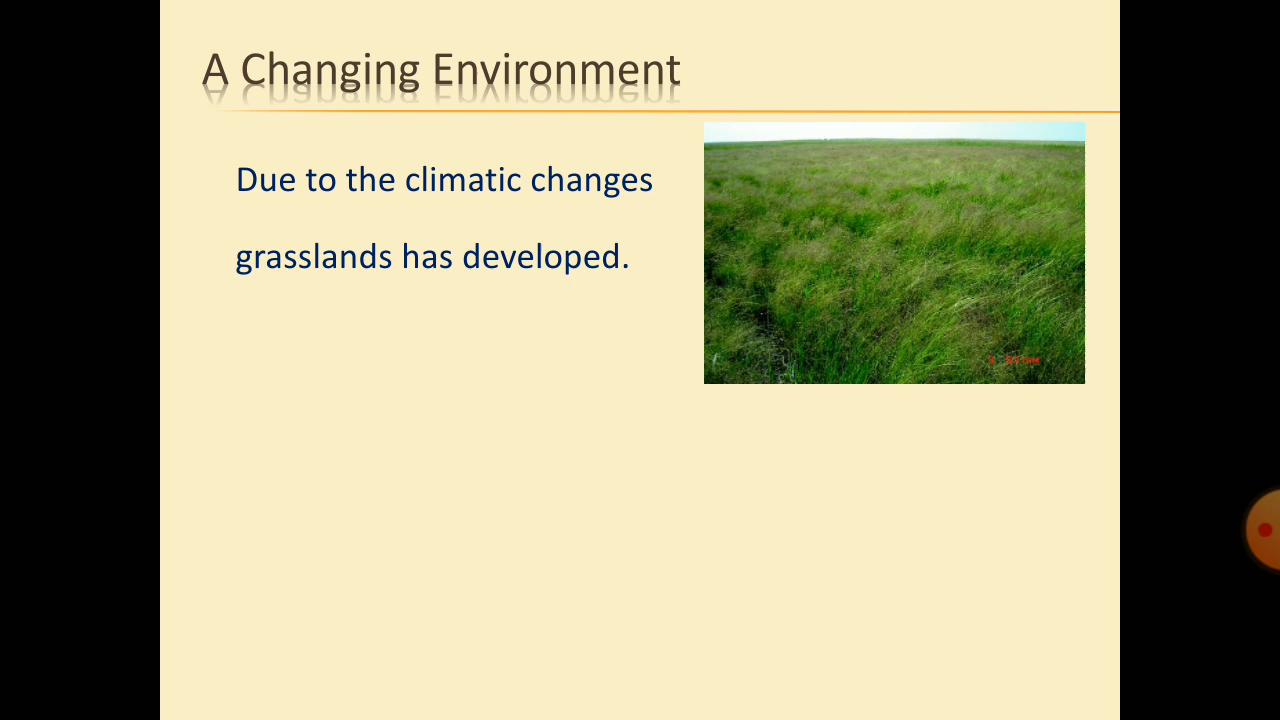 A Changing Environment
Due to the climatic changes
grasslands has developed.